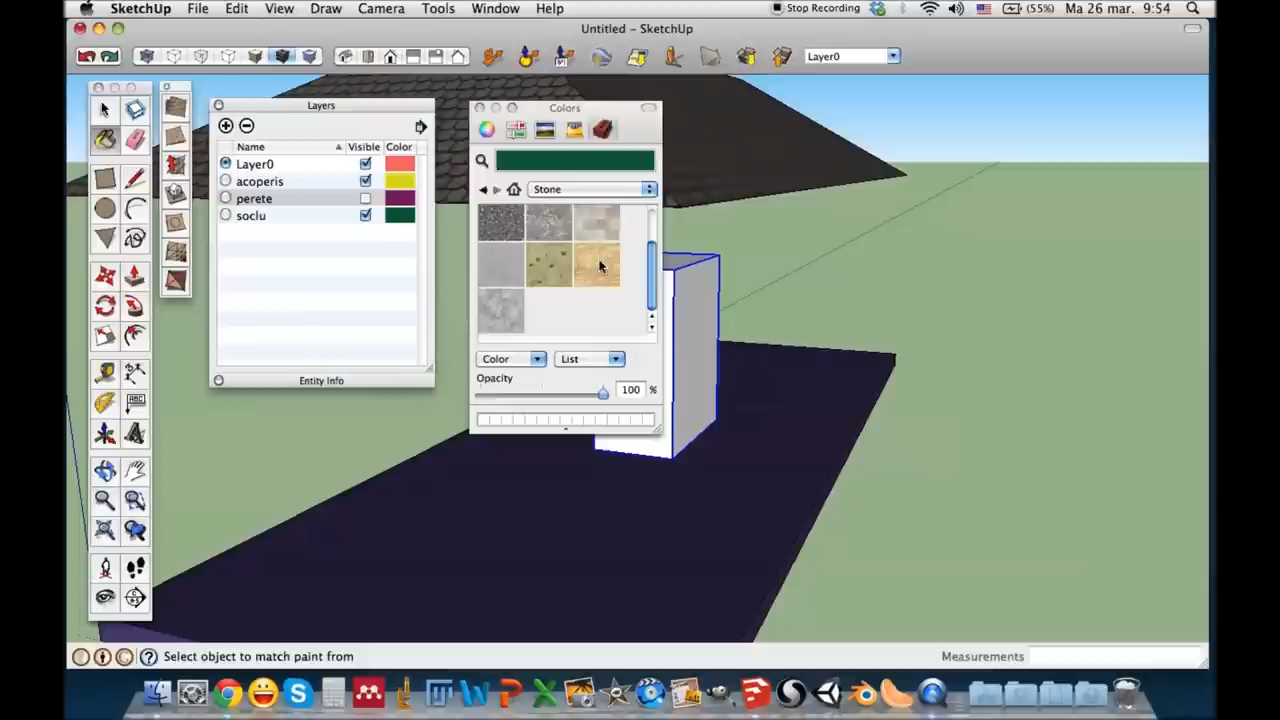 SketchUp File Edit View Draw Camera Tools Window Help Stop Recording (55%) Ma 26 mar. 9:54
Untitled – SketchUp
Layer0
Layers
Colors
Name Visible Color
Layer0
acoperis
perete
soclu
Stone
Color List
Opacity
100 %
Entity Info
ABC
Select object to match paint from
Measurements